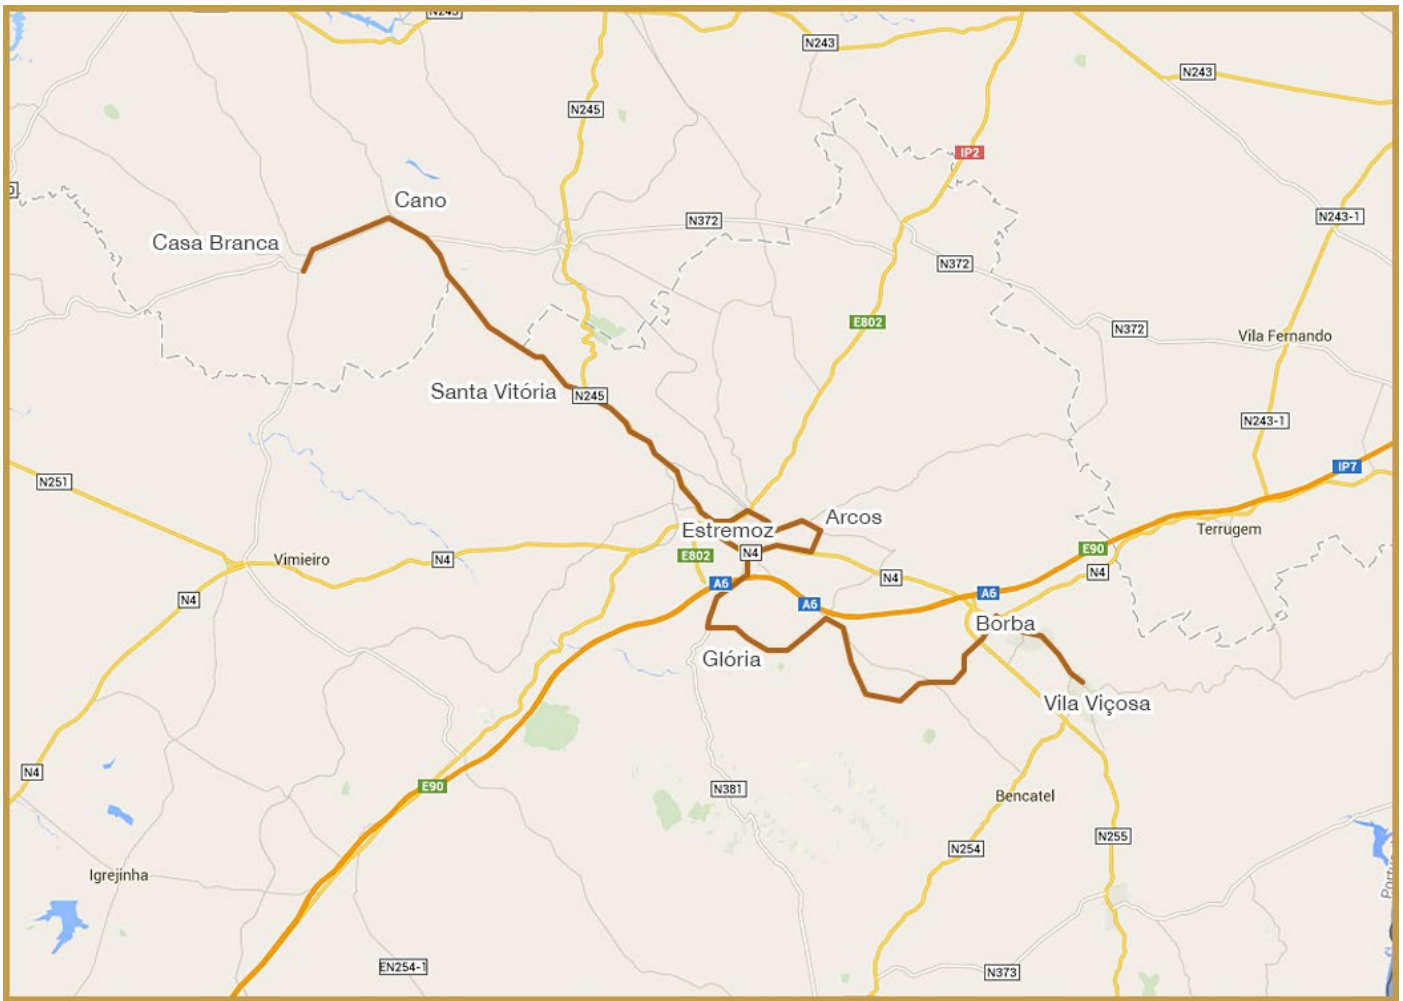 N245
N243
N243
N245
IP2
Cano
N243-1
N372
Casa Branca
N372
E802
N372
Vila Fernando
Santa Vitória
N245
N243-1
IP7
N251
Arcos
Estremoz
Terrugem
E90
N4
E802
Vimieiro
N4
N4
N4
A6
A6
A6
N4
Borba
Glória
Vila Viçosa
N4
E90
N381
Bencatel
N255
N254
Igrejinha
EN254-1
N373